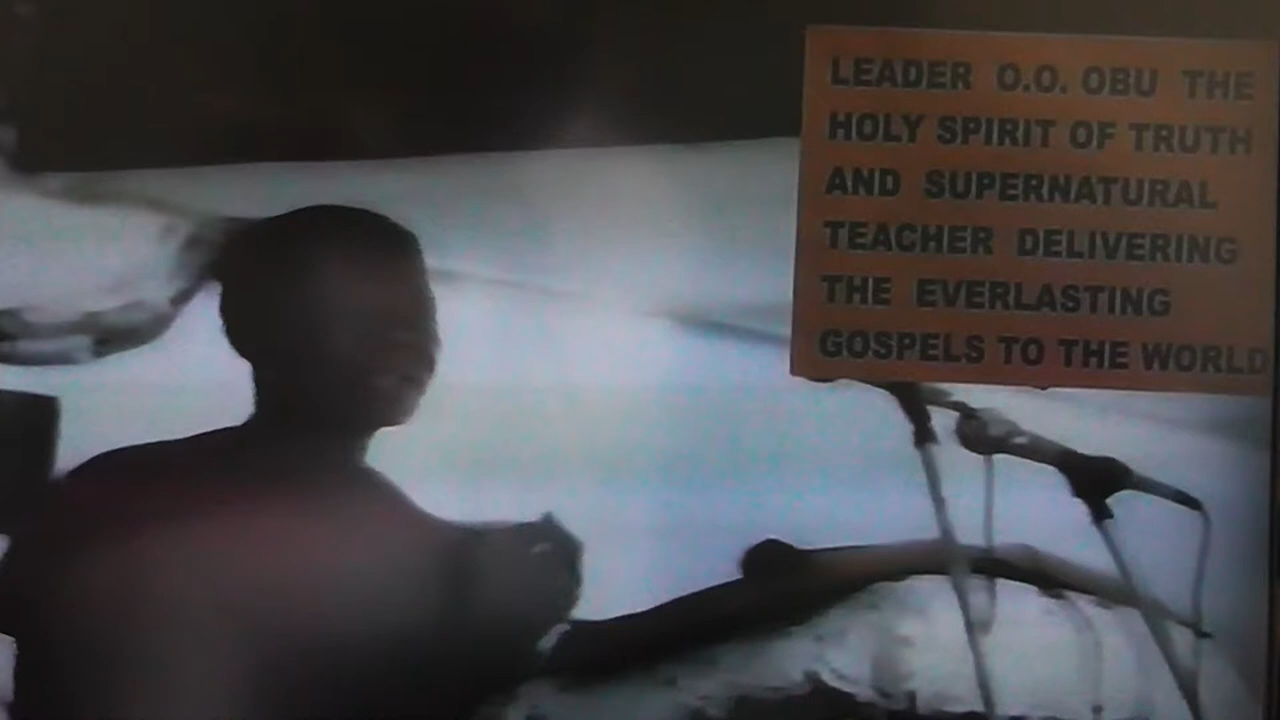 LEADER O.O. OBU THE
HOLY SPIRIT OF TRUTH
AND SUPERNATURAL
TEACHER DELIVERING
THE EVERLASTING
GOSPELS TO THE WORLD